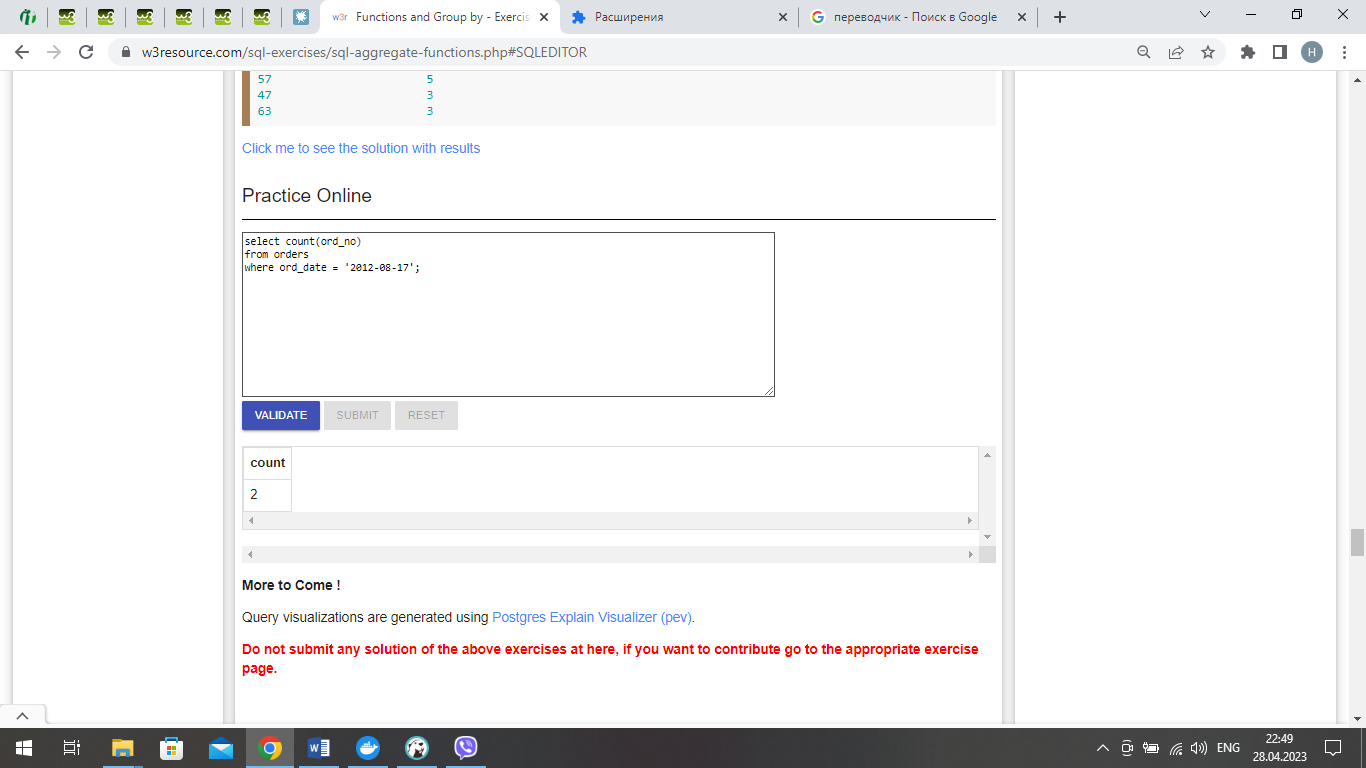 w3r Functions and Group by - Exercis
Расширения
переводчик - Поиск в Google
w3resource.com/sql-exercises/sql-aggregate-functions.php#SQLEDITOR
H
57 5
47 3
63 3
Click me to see the solution with results
Practice Online
select count(ord_no)
from orders
where ord_date = '2012-08-17';
VALIDATE SUBMIT RESET
count
2
More to Come !
Query visualizations are generated using Postgres Explain Visualizer (pev).
Do not submit any solution of the above exercises at here, if you want to contribute go to the appropriate exercise
page.
ENG
22:49
28.04.2023